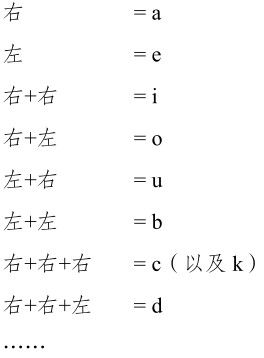 右 = a
左 = e
右+右 = i
右+左 = o
左+右 = u
左+左 = b
右+右+右 = c（以及 k）
右+右+左 = d
……